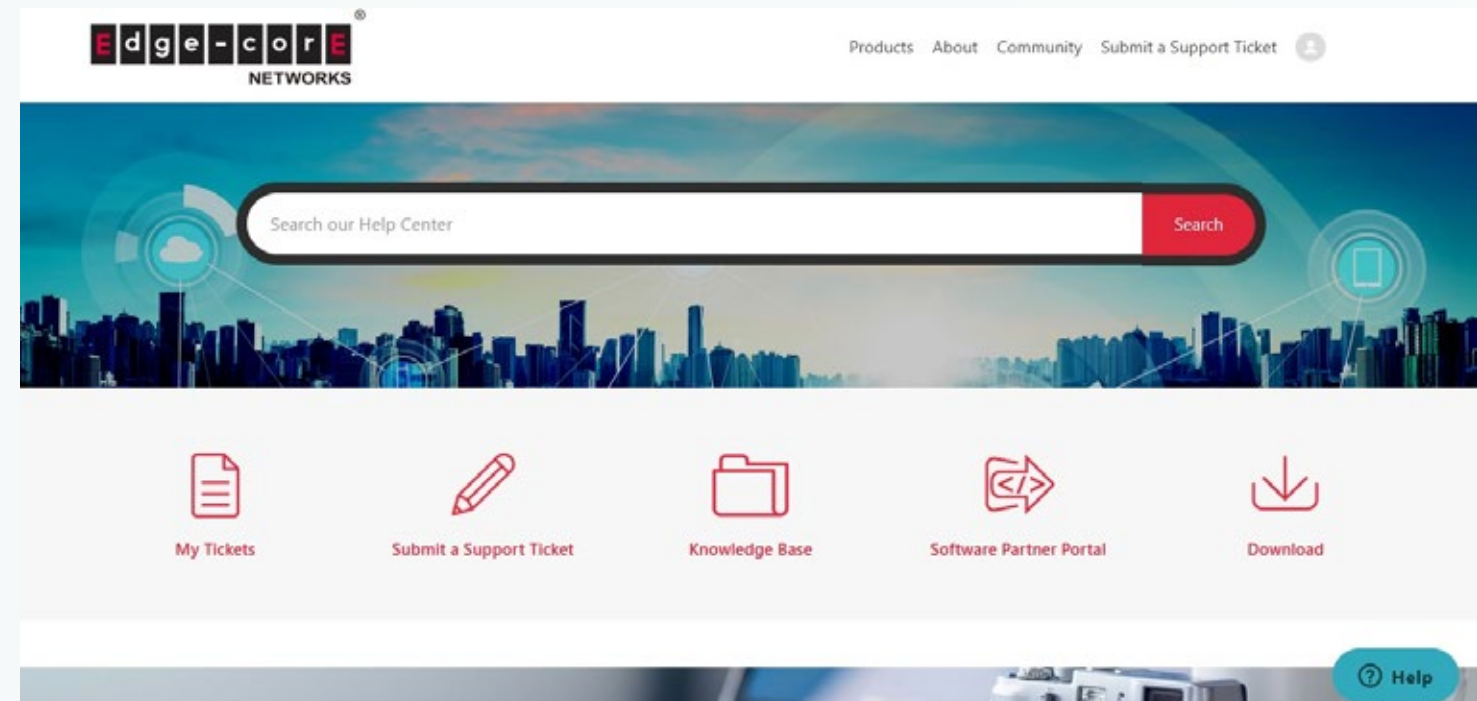 Edge-corE®
NETWORKS
Products About Community Submit a Support Ticket
Search our Help Center Search
My Tickets Submit a Support Ticket Knowledge Base Software Partner Portal Download
Help